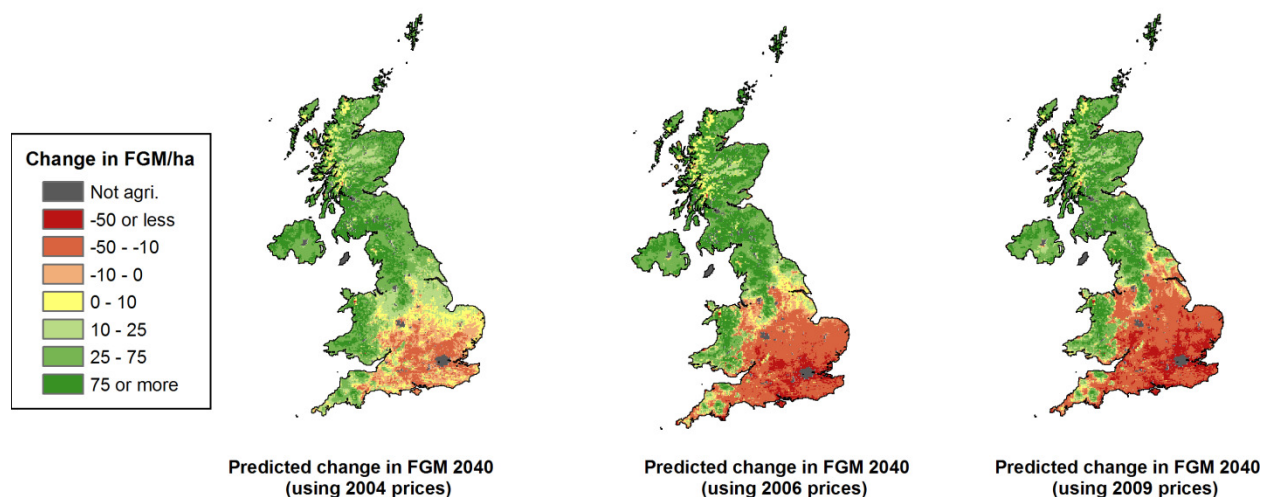 Change in FGM/ha
Not agri.
-50 or less
-50 - -10
-10 - 0
0 - 10
10 - 25
25 - 75
75 or more
Predicted change in FGM 2040
(using 2004 prices)
Predicted change in FGM 2040
(using 2006 prices)
Predicted change in FGM 2040
(using 2009 prices)